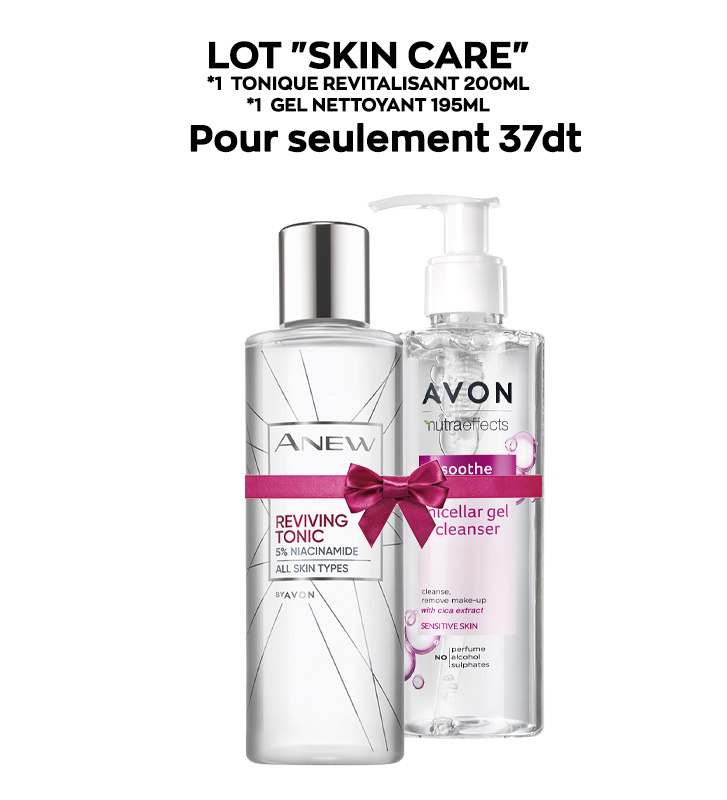 LOT "SKIN CARE"
*1 TONIQUE REVITALISANT 200ML
*1 GEL NETTOYANT 195ML
Pour seulement 37dt
ANEW
REVIVING
TONIC
5% NIACINAMIDE
ALL SKIN TYPES
BY AVON
AVON
nutraeffects
soothe
micellar gel
cleanser
cleanse,
remove make-up
with cica extract
SENSITIVE SKIN
NO perfume
alcohol
sulphates